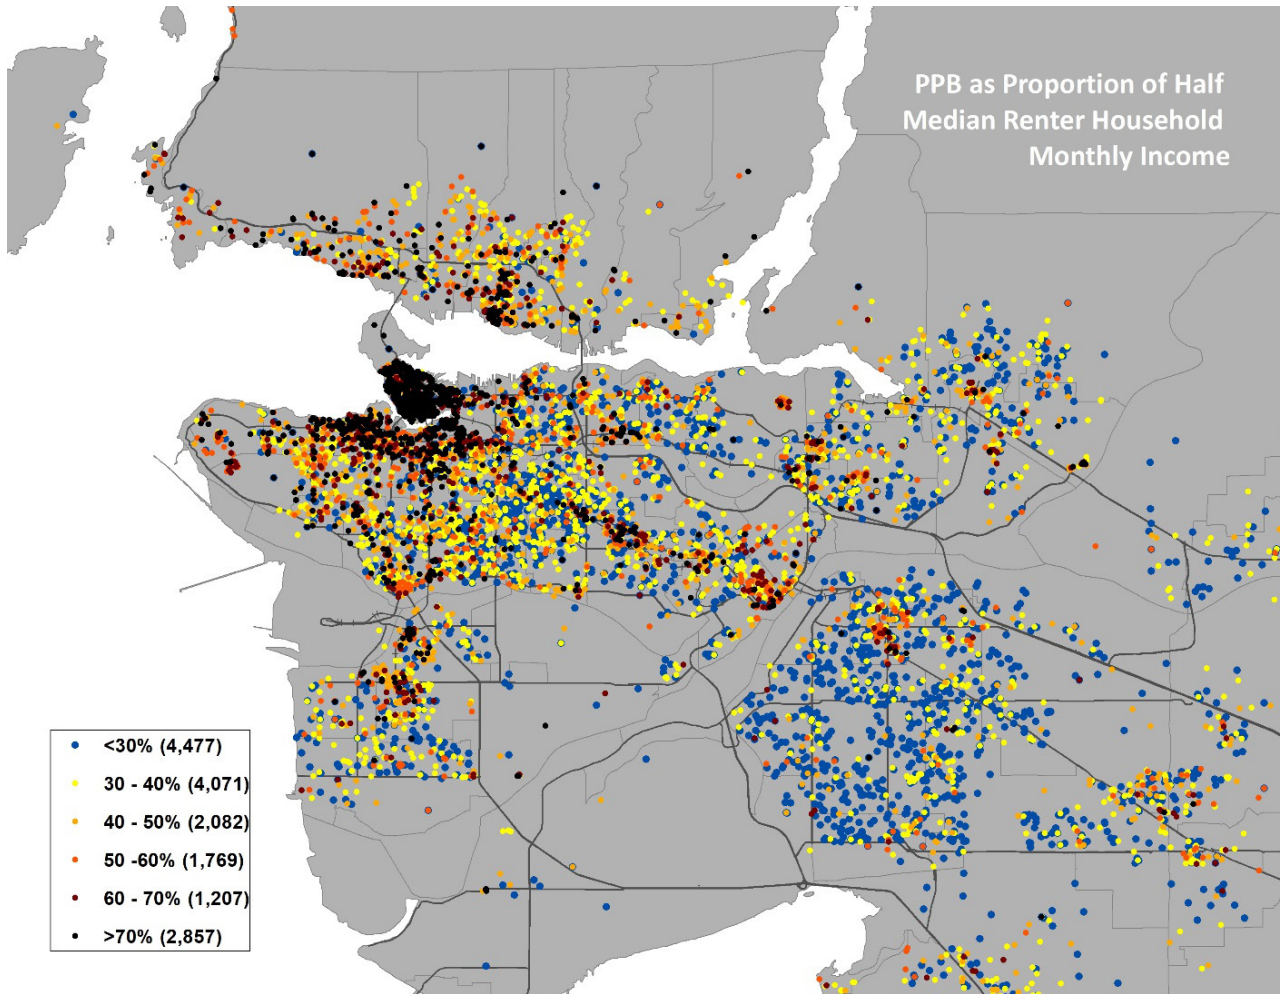 PPB as Proportion of Half
Median Renter Household
Monthly Income
<30% (4,477)
30 - 40% (4,071)
40 - 50% (2,082)
50 -60% (1,769)
60 - 70% (1,207)
>70% (2,857)